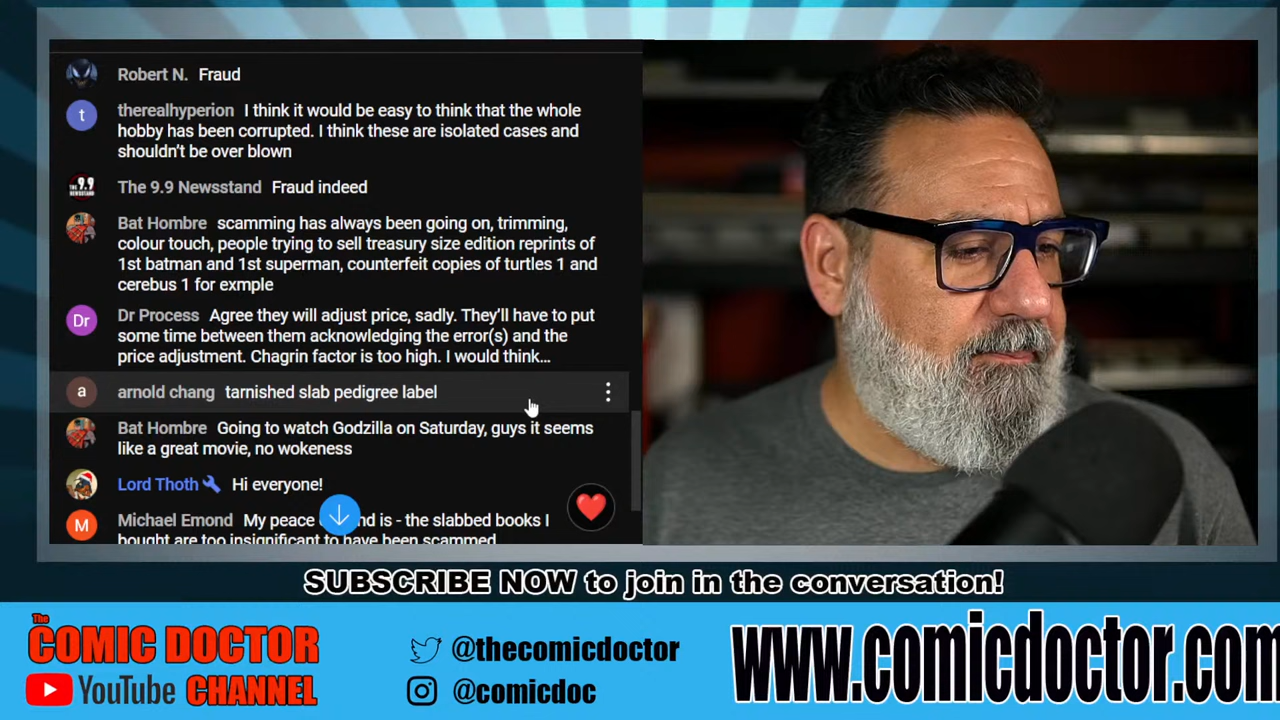 Robert N. Fraud
therealhyperion I think it would be easy to think that the whole
hobby has been corrupted. I think these are isolated cases and
shouldn't be over blown
The 9.9 Newsstand Fraud indeed
Bat Hombre scamming has always been going on, trimming,
colour touch, people trying to sell treasury size edition reprints of
1st batman and 1st superman, counterfeit copies of turtles 1 and
cerebus 1 for exmple
Dr Process Agree they will adjust price, sadly. They'll have to put
some time between them acknowledging the error(s) and the
price adjustment. Chagrin factor is too high. I would think...
arnold chang tarnished slab pedigree label
Bat Hombre Going to watch Godzilla on Saturday, guys it seems
like a great movie, no wokeness
Lord Thoth Hi everyone!
Michael Emond My peace nd is - the slabbed books I
bought are too insignificant to have been scammed
SUBSCRIBE NOW to join in the conversation!
The
COMIC DOCTOR
YouTube CHANNEL
@thecomicdoctor
@comicdoc
www.comicdoctor.com